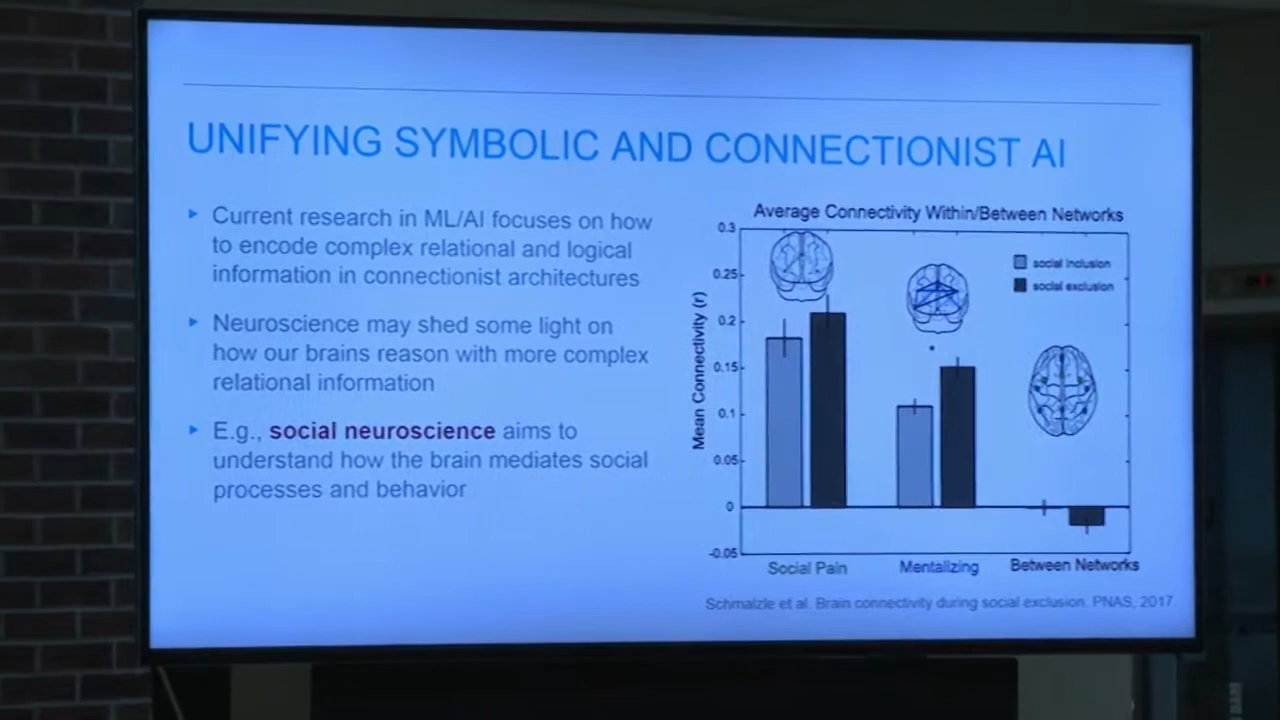 UNIFYING SYMBOLIC AND CONNECTIONIST AI
Current research in ML/AI focuses on how
to encode complex relational and logical
information in connectionist architectures
Neuroscience may shed some light on
how our brains reason with more complex
relational information
E.g., social neuroscience aims to
understand how the brain mediates social
processes and behavior
Average Connectivity Within/Between Networks
Mean Connectivity (r)
0.3
0.25
0.2
0.15
0.1
0.05
0
-0.05
social inclusion
social exclusion
Social Pain
Mentalizing
Between Networks
Schmalzle et al. Brain connectivity during social exclusion. PNAS, 2017